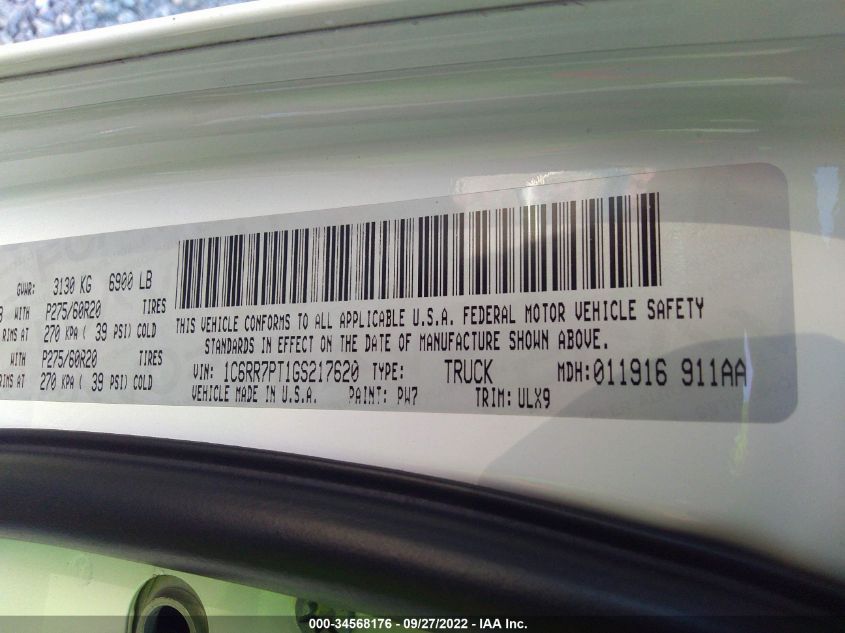 GVWR: 3130 KG 6900 LB
WITH P275/60R20 TIRES
RIMS AT 270 KPA ( 39 PSI) COLD
WITH P275/60R20 TIRES
RIMS AT 270 KPA ( 39 PSI) COLD
THIS VEHICLE CONFORMS TO ALL APPLICABLE U.S.A. FEDERAL MOTOR VEHICLE SAFETY
STANDARDS IN EFFECT ON THE DATE OF MANUFACTURE SHOWN ABOVE.
VIN: 1C6RR7PT1GS217620 TYPE: TRUCK MDH:011916 911AA
VEHICLE MADE IN U.S.A. PAINT: PW7 TRIM: ULX9
000-34568176 - 09/27/2022 - IAA Inc.